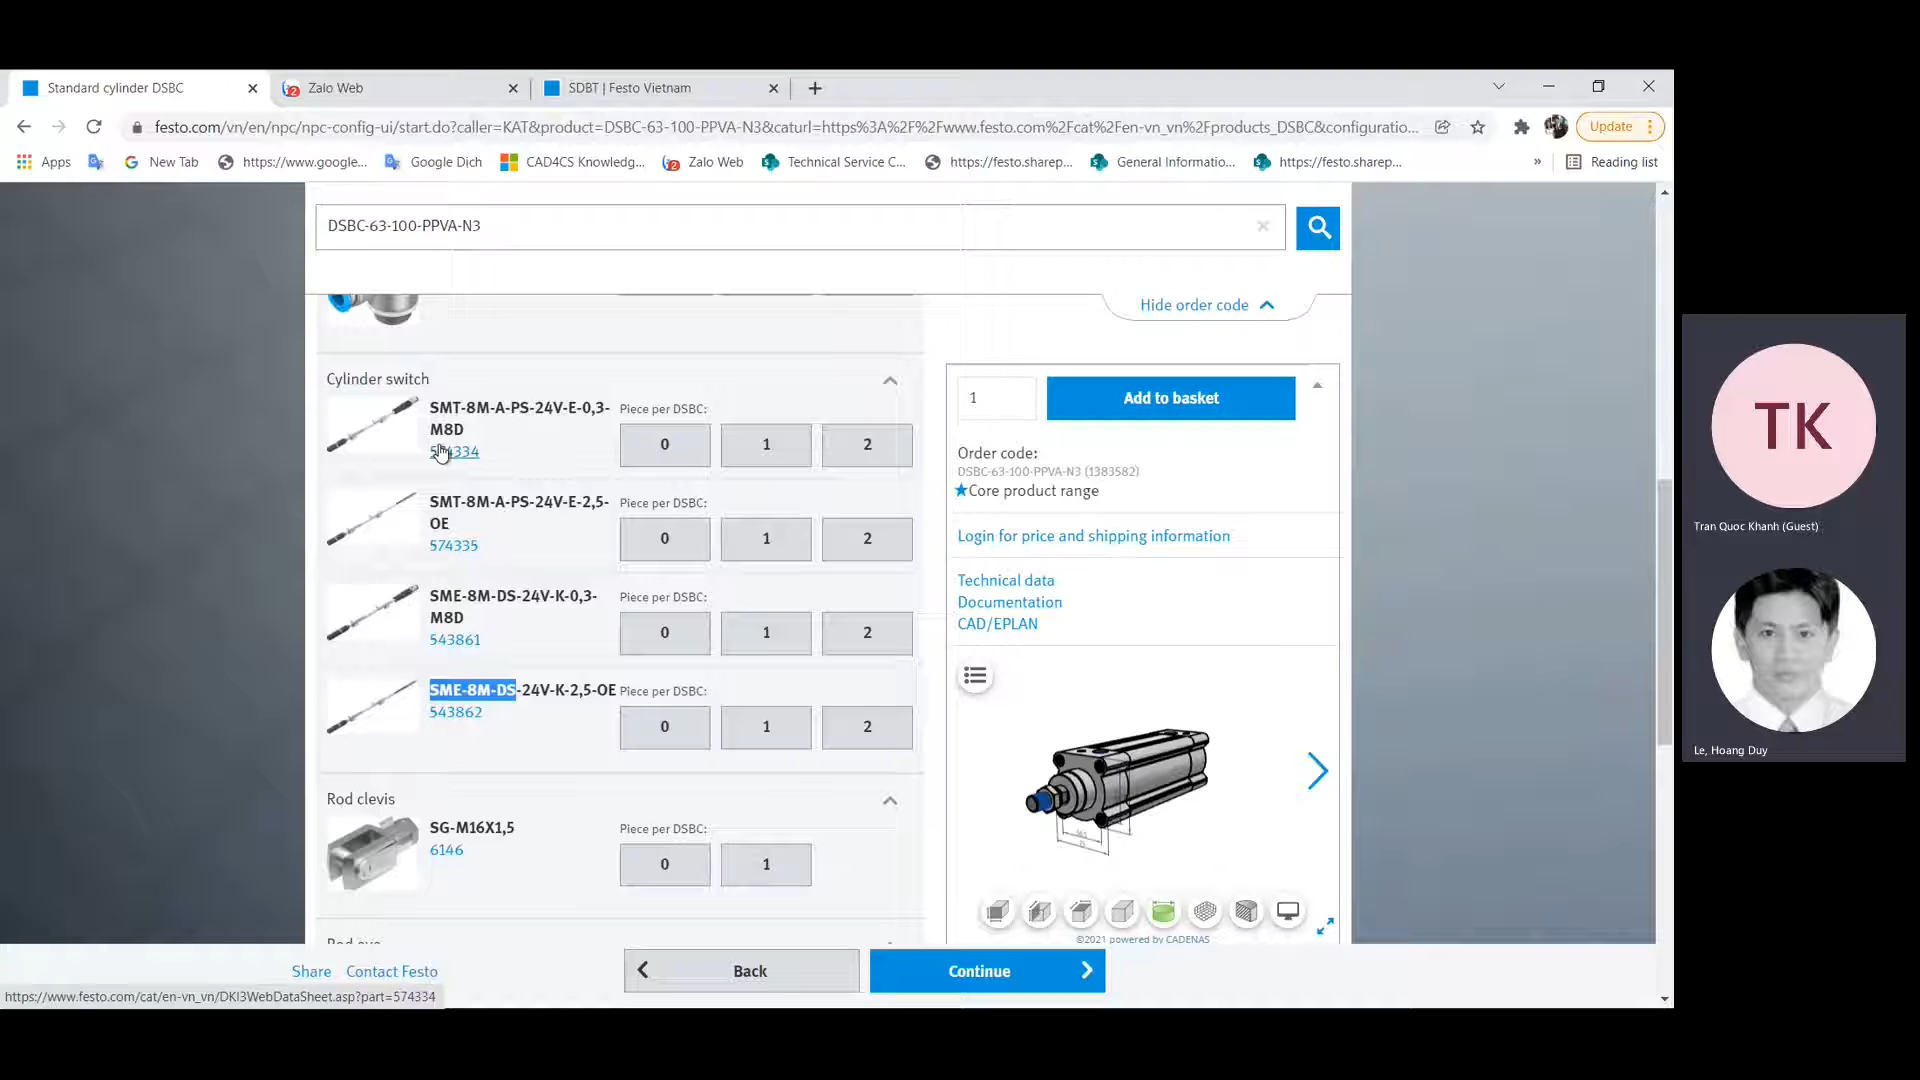 Standard cylinder DSBC
Zalo Web
SDBT | Festo Vietnam
festo.com/vn/en/npc/npc-config-ui/start.do?caller=KAT&product=DSBC-63-100-PPVA-N3&caturl=https%3A%2F%2Fwww.festo.com%2Fcat%2Fen-vn_vn%2Fproducts_DSBC&configuratio...
Update
Apps
New Tab
https://www.google...
Google Dich
CAD4CS Knowledg...
Zalo Web
Technical Service C...
https://festo.sharep...
General Informatio...
https://festo.sharep...
»
Reading list
DSBC-63-100-PPVA-N3
Hide order code
Cylinder switch
SMT-8M-A-PS-24V-E-0,3-
M8D
574334
Piece per DSBC:
0 1 2
SMT-8M-A-PS-24V-E-2,5-
OE
574335
Piece per DSBC:
0 1 2
SME-8M-DS-24V-K-0,3-
M8D
543861
Piece per DSBC:
0 1 2
SME-8M-DS-24V-K-2,5-OE
543862
Piece per DSBC:
0 1 2
Rod clevis
SG-M16X1,5
6146
Piece per DSBC:
0 1
1
Add to basket
Order code:
DSBC-63-100-PPVA-N3 (1383582)
Core product range
Login for price and shipping information
Technical data
Documentation
CAD/EPLAN
©2021 powered by CADENAS
Share
Contact Festo
Back
Continue
https://www.festo.com/cat/en-vn_vn/DKI3WebDataSheet.asp?part=574334
TK
Tran Quoc Khanh (Guest)
Le, Hoang Duy